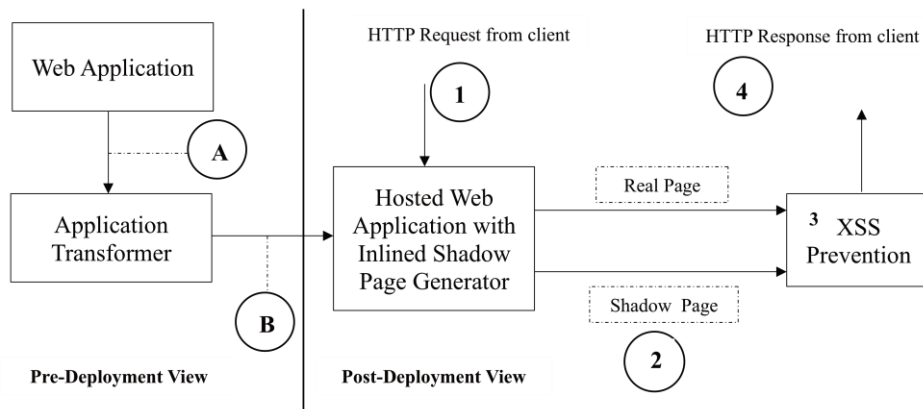 HTTP Request from client
HTTP Response from client
Web Application
1
4
A
Application
Transformer
Hosted Web
Application with
Inlined Shadow
Page Generator
Real Page
3
XSS
Prevention
B
Shadow Page
2
Pre-Deployment View
Post-Deployment View